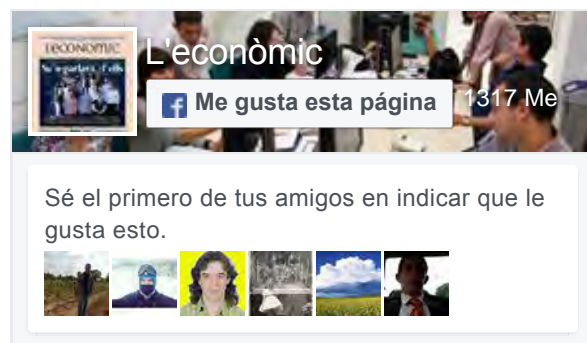 L'econòmic
L'ECONÒMIC
Me gusta esta página
1317 Me
Sé el primero de tus amigos en indicar que le
gusta esto.